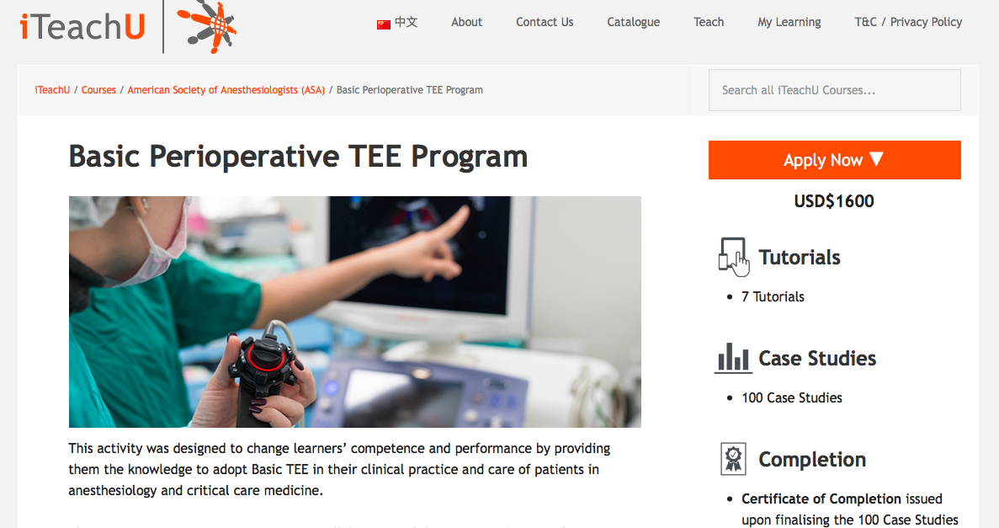 iTeachU
中文
About
Contact Us
Catalogue
Teach
My Learning
T&C / Privacy Policy
iTeachU / Courses / American Society of Anesthesiologists (ASA) / Basic Perioperative TEE Program
Search all iTeachU Courses...
Basic Perioperative TEE Program
This activity was designed to change learners’ competence and performance by providing
them the knowledge to adopt Basic TEE in their clinical practice and care of patients in
anesthesiology and critical care medicine.
Apply Now ▼
USD$1600
Tutorials
• 7 Tutorials
Case Studies
• 100 Case Studies
Completion
• Certificate of Completion issued
upon finalising the 100 Case Studies